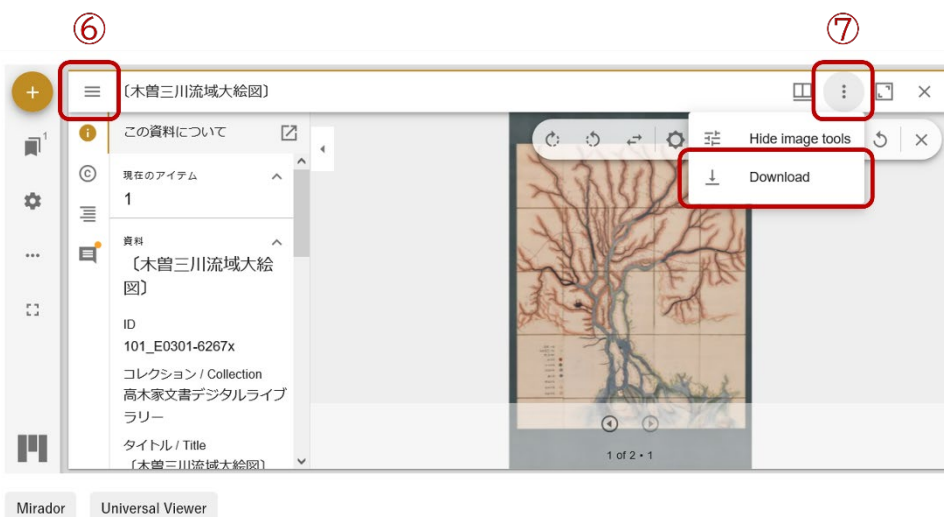 ⑥
⑦
〔木曽三川流域大絵図〕
1
この資料について
Hide image tools
Download
現在のアイテム
1
資料
〔木曽三川流域大絵
図〕
ID
101_E0301-6267x
コレクション / Collection
高木家文書デジタルライブ
ラリー
タイトル / Title
〔木曽三川流域大絵図〕
1 of 2 • 1
Mirador
Universal Viewer